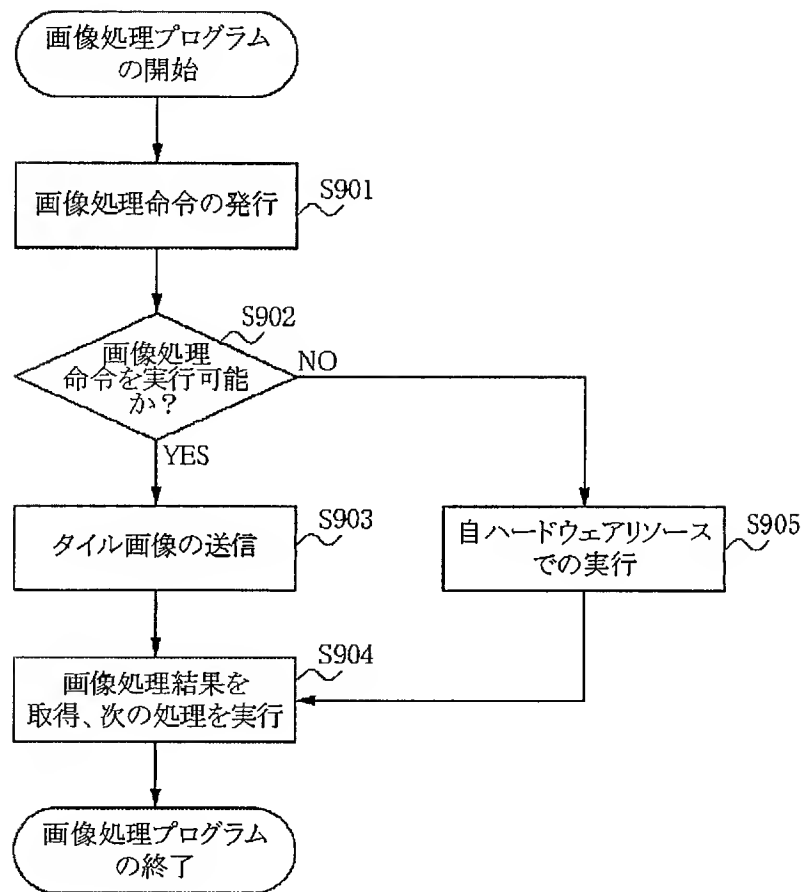 画像処理プログラム
の開始
画像処理命令の発行
S901
S902
画像処理
命令を実行可能
か?
NO
YES
タイル画像の送信
S903
自ハードウェアリソース
での実行
S905
画像処理結果を
取得、次の処理を実行
S904
画像処理プログラム
の終了